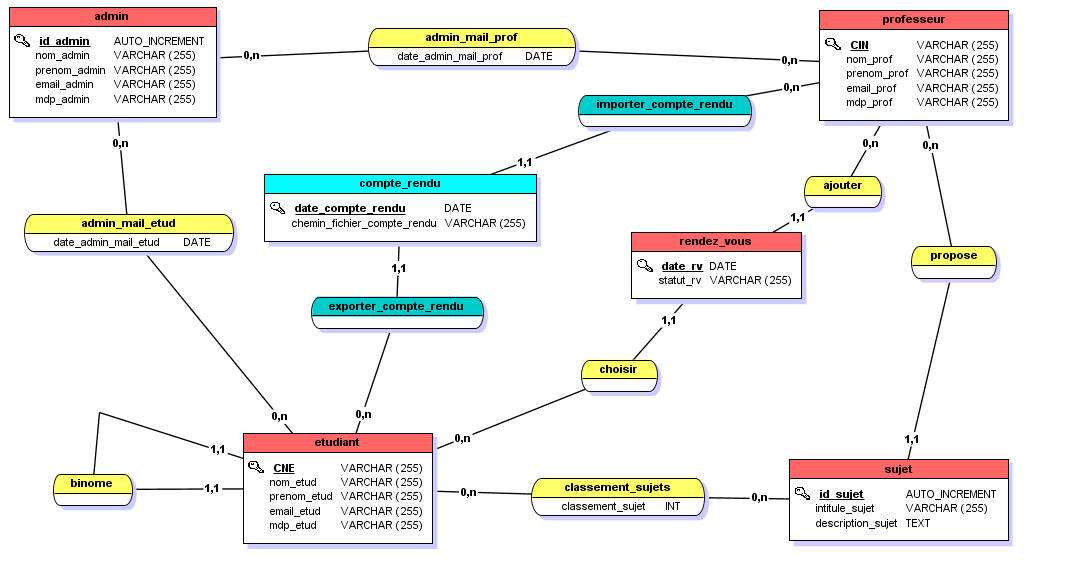 admin
id_admin AUTO_INCREMENT
nom_admin VARCHAR (255)
prenom_admin VARCHAR (255)
email_admin VARCHAR (255)
mdp_admin VARCHAR (255)
0,n
admin_mail_prof
date_admin_mail_prof DATE
0,n
professeur
CIN VARCHAR (255)
nom_prof VARCHAR (255)
prenom_prof VARCHAR (255)
email_prof VARCHAR (255)
mdp_prof VARCHAR (255)
0,n
importer_compte_rendu
1,1
0,n
0,n
0,n
compte_rendu
date_compte_rendu DATE
chemin_fichier_compte_rendu VARCHAR (255)
ajouter
1,1
admin_mail_etud
date_admin_mail_etud DATE
rendez_vous
date_rv DATE
statut_rv VARCHAR (255)
propose
1,1
exporter_compte_rendu
1,1
choisir
0,n
0,n
0,n
1,1
etudiant
CNE VARCHAR (255)
nom_etud VARCHAR (255)
prenom_etud VARCHAR (255)
email_etud VARCHAR (255)
mdp_etud VARCHAR (255)
1,1
binome
1,1
0,n
classement_sujets
classement_sujet INT
0,n
sujet
id_sujet AUTO_INCREMENT
intitule_sujet VARCHAR (255)
description_sujet TEXT